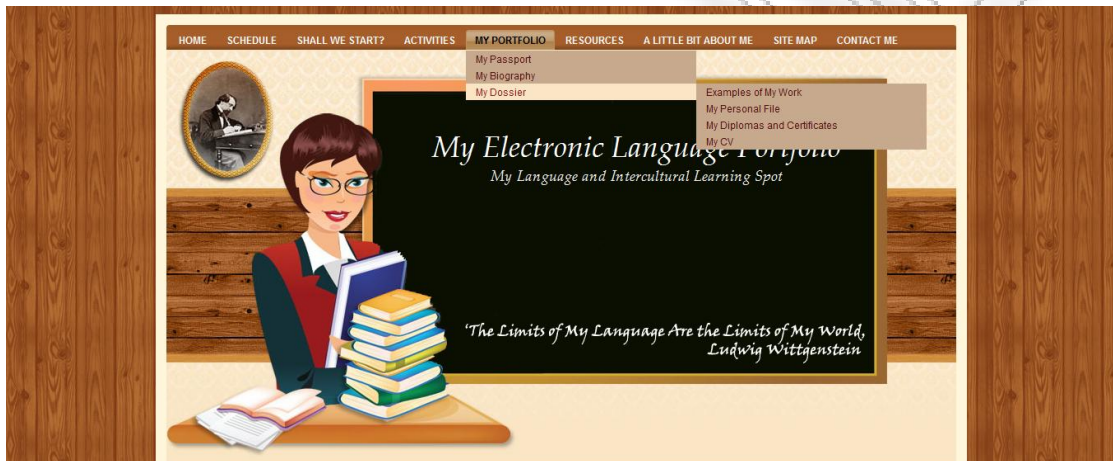 HOME SCHEDULE SHALL WE START? ACTIVITIES MY PORTFOLIO RESOURCES A LITTLE BIT ABOUT ME SITE MAP CONTACT ME
My Passport
My Biography
My Dossier
Examples of My Work
My Personal File
My Diplomas and Certificates
My CV
My Electronic Language Portfolio
My Language and Intercultural Learning Spot
'The Limits of My Language Are the Limits of My World,
Ludwig Wittgenstein